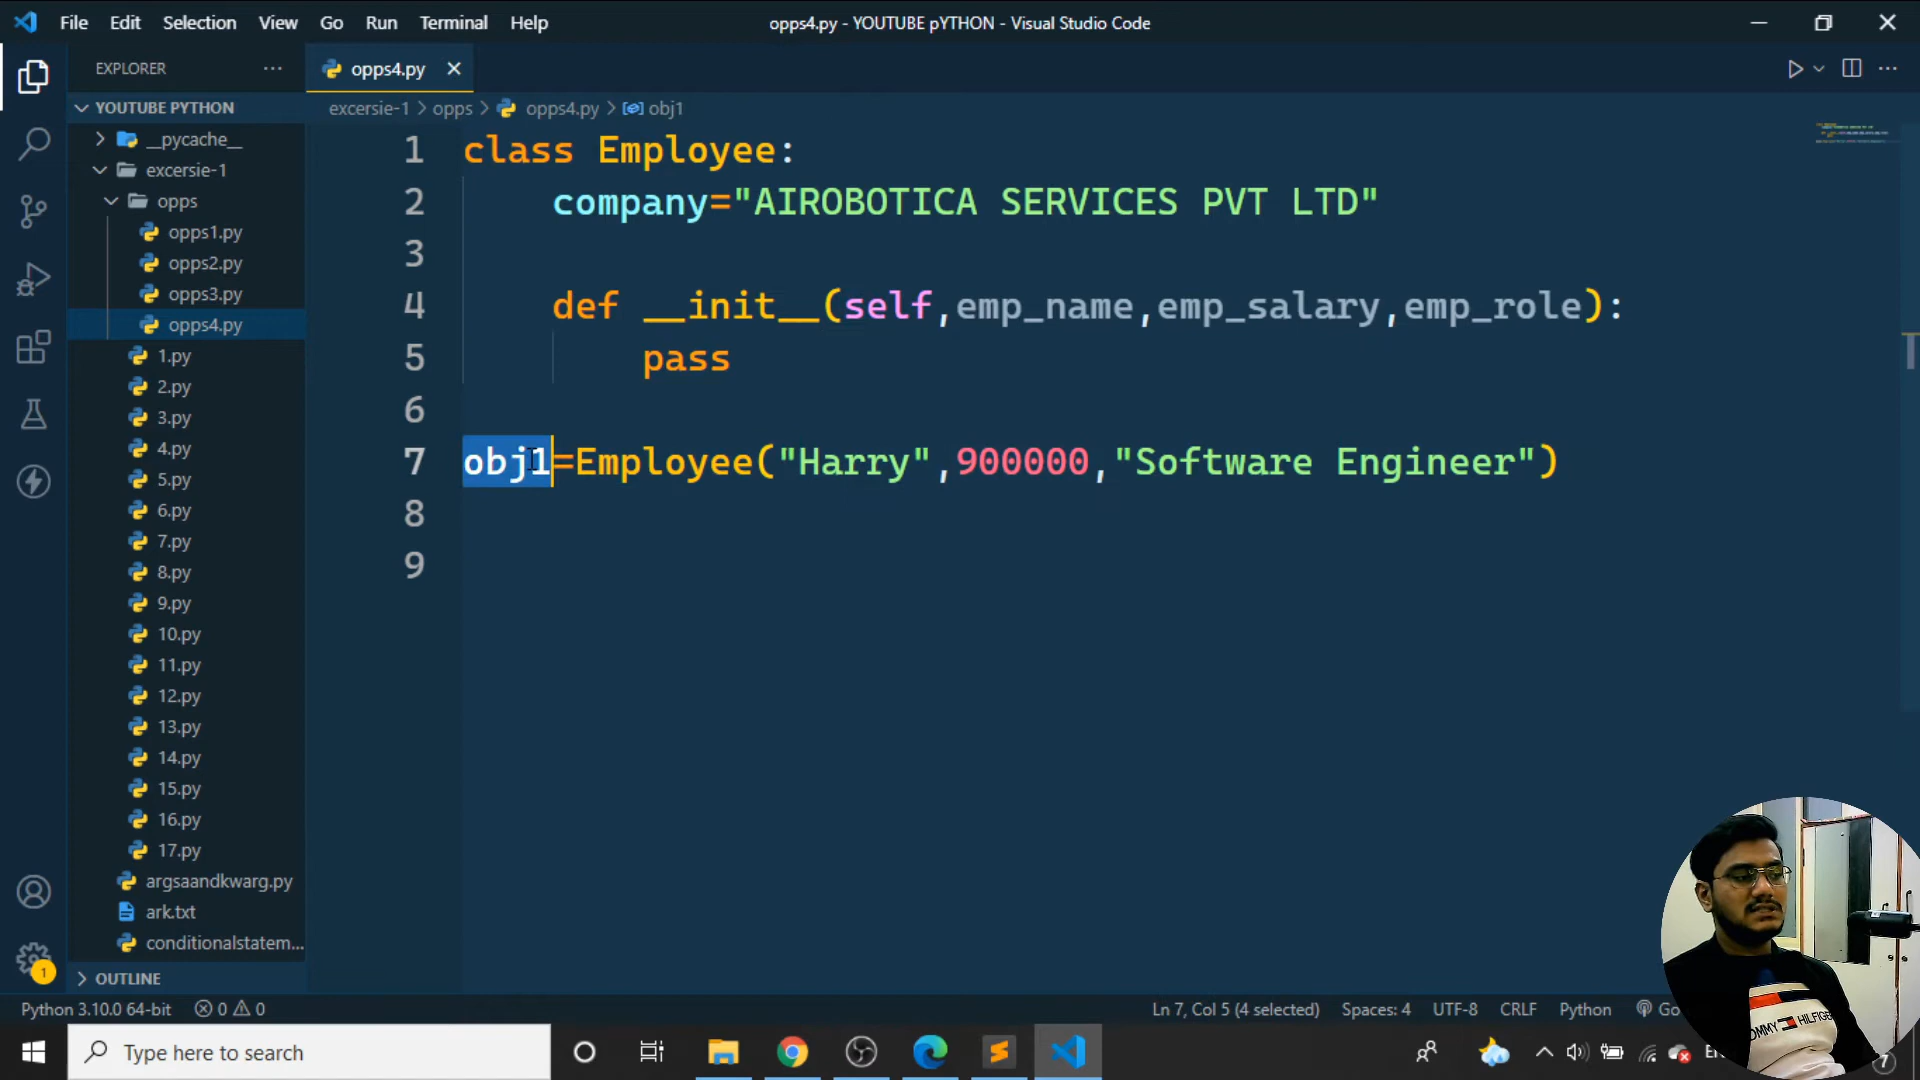 File Edit Selection View Go Run Terminal Help
opps4.py - YOUTUBE pYTHON - Visual Studio Code
EXPLORER
YOUTUBE PYTHON
__pycache__
excersie-1
opps
opps1.py
opps2.py
opps3.py
opps4.py
1.py
2.py
3.py
4.py
5.py
6.py
7.py
8.py
9.py
10.py
11.py
12.py
13.py
14.py
15.py
16.py
17.py
argsaandkwarg.py
ark.txt
conditionalstatem...
OUTLINE
opps4.py
excersie-1 > opps > opps4.py > obj1
1 class Employee:
2 company="AIROBOTICA SERVICES PVT LTD"
3
4 def __init__(self,emp_name,emp_salary,emp_role):
5 pass
6
7 obj1=Employee("Harry",900000,"Software Engineer")
8
9
1
Python 3.10.0 64-bit 0 0 Ln 7, Col 5 (4 selected) Spaces: 4 UTF-8 CRLF Python Go
Type here to search
7
TOMMY HILFIGER